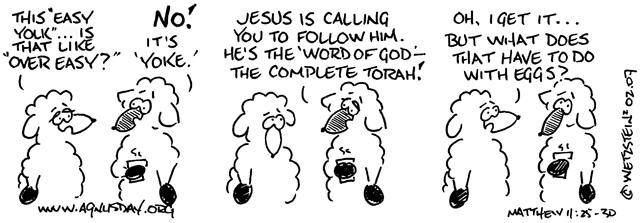 THIS "EASY
YOLK"... IS
THAT LIKE
"OVER EASY?"
NO!
IT'S
'YOKE.'
JESUS IS CALLING
YOU TO FOLLOW HIM.
HE'S THE 'WORD OF GOD'—
THE COMPLETE TORAH!
OH, I GET IT...
BUT WHAT DOES
THAT HAVE TO DO
WITH EGGS?
© WETZSTEIN² 02.09
WWW.AGNUSDAY.ORG
MATTHEW 11:25-30